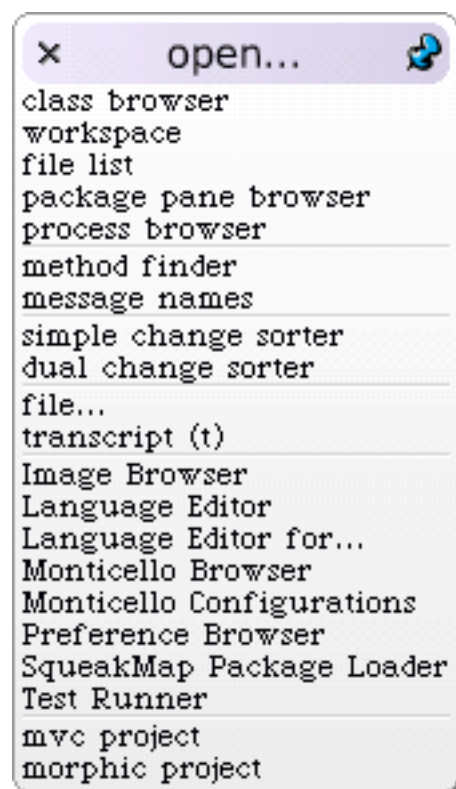 open...
class browser
workspace
file list
package pane browser
process browser
method finder
message names
simple change sorter
dual change sorter
file...
transcript (t)
Image Browser
Language Editor
Language Editor for...
Monticello Browser
Monticello Configurations
Preference Browser
SqueakMap Package Loader
Test Runner
mvc project
morphic project